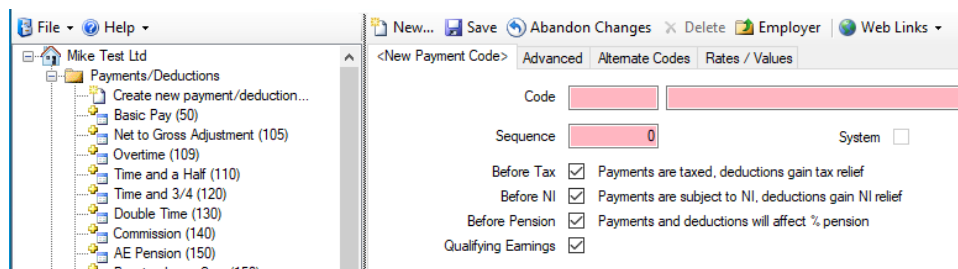 File Help
New... Save Abandon Changes Delete Employer Web Links
Mike Test Ltd
Payments/Deductions
Create new payment/deduction...
Basic Pay (50)
Net to Gross Adjustment (105)
Overtime (109)
Time and a Half (110)
Time and 3/4 (120)
Double Time (130)
Commission (140)
AE Pension (150)
<New Payment Code> Advanced Alternate Codes Rates / Values
Code
Sequence 0 System
Before Tax Payments are taxed, deductions gain tax relief
Before NI Payments are subject to NI, deductions gain NI relief
Before Pension Payments and deductions will affect % pension
Qualifying Earnings